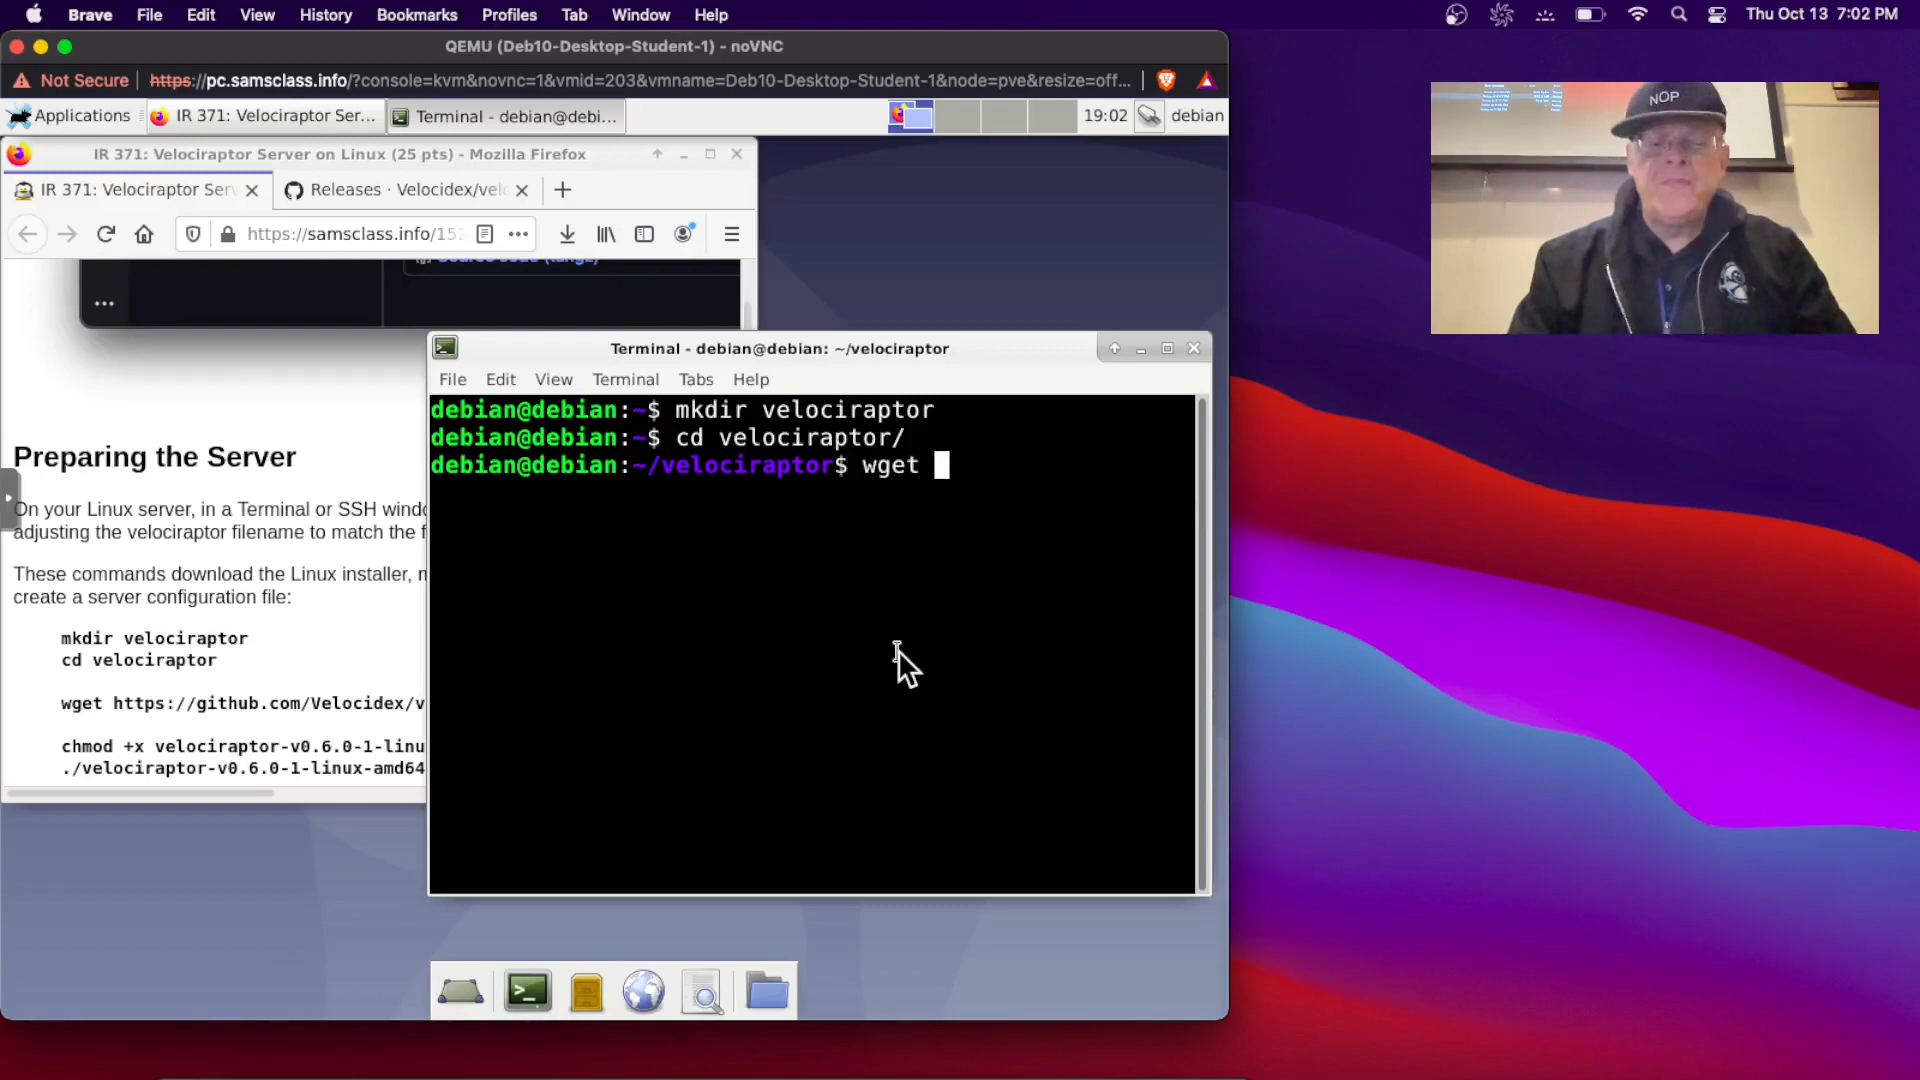 Brave File Edit View History Bookmarks Profiles Tab Window Help Thu Oct 13 7:02 PM
QEMU (Deb10-Desktop-Student-1) - noVNC
Not Secure https://pc.samsclass.info/?console=kvm&novnc=1&vmid=203&vmname=Deb10-Desktop-Student-1&node=pve&resize=off...
Applications IR 371: Velociraptor Ser... Terminal - debian@debi... 19:02 debian
NOP
IR 371: Velociraptor Server on Linux (25 pts) - Mozilla Firefox
IR 371: Velociraptor Ser Releases · Velocidex/vel
https://samsclass.info/152
Terminal - debian@debian: ~/velociraptor
File Edit View Terminal Tabs Help
debian@debian:~$ mkdir velociraptor
debian@debian:~$ cd velociraptor/
debian@debian:~/velociraptor$ wget
Preparing the Server
On your Linux server, in a Terminal or SSH windo
adjusting the velociraptor filename to match the f
These commands download the Linux installer, m
create a server configuration file:
mkdir velociraptor
cd velociraptor
wget https://github.com/Velocidex/v
chmod +x velociraptor-v0.6.0-1-linu
./velociraptor-v0.6.0-1-linux-amd64